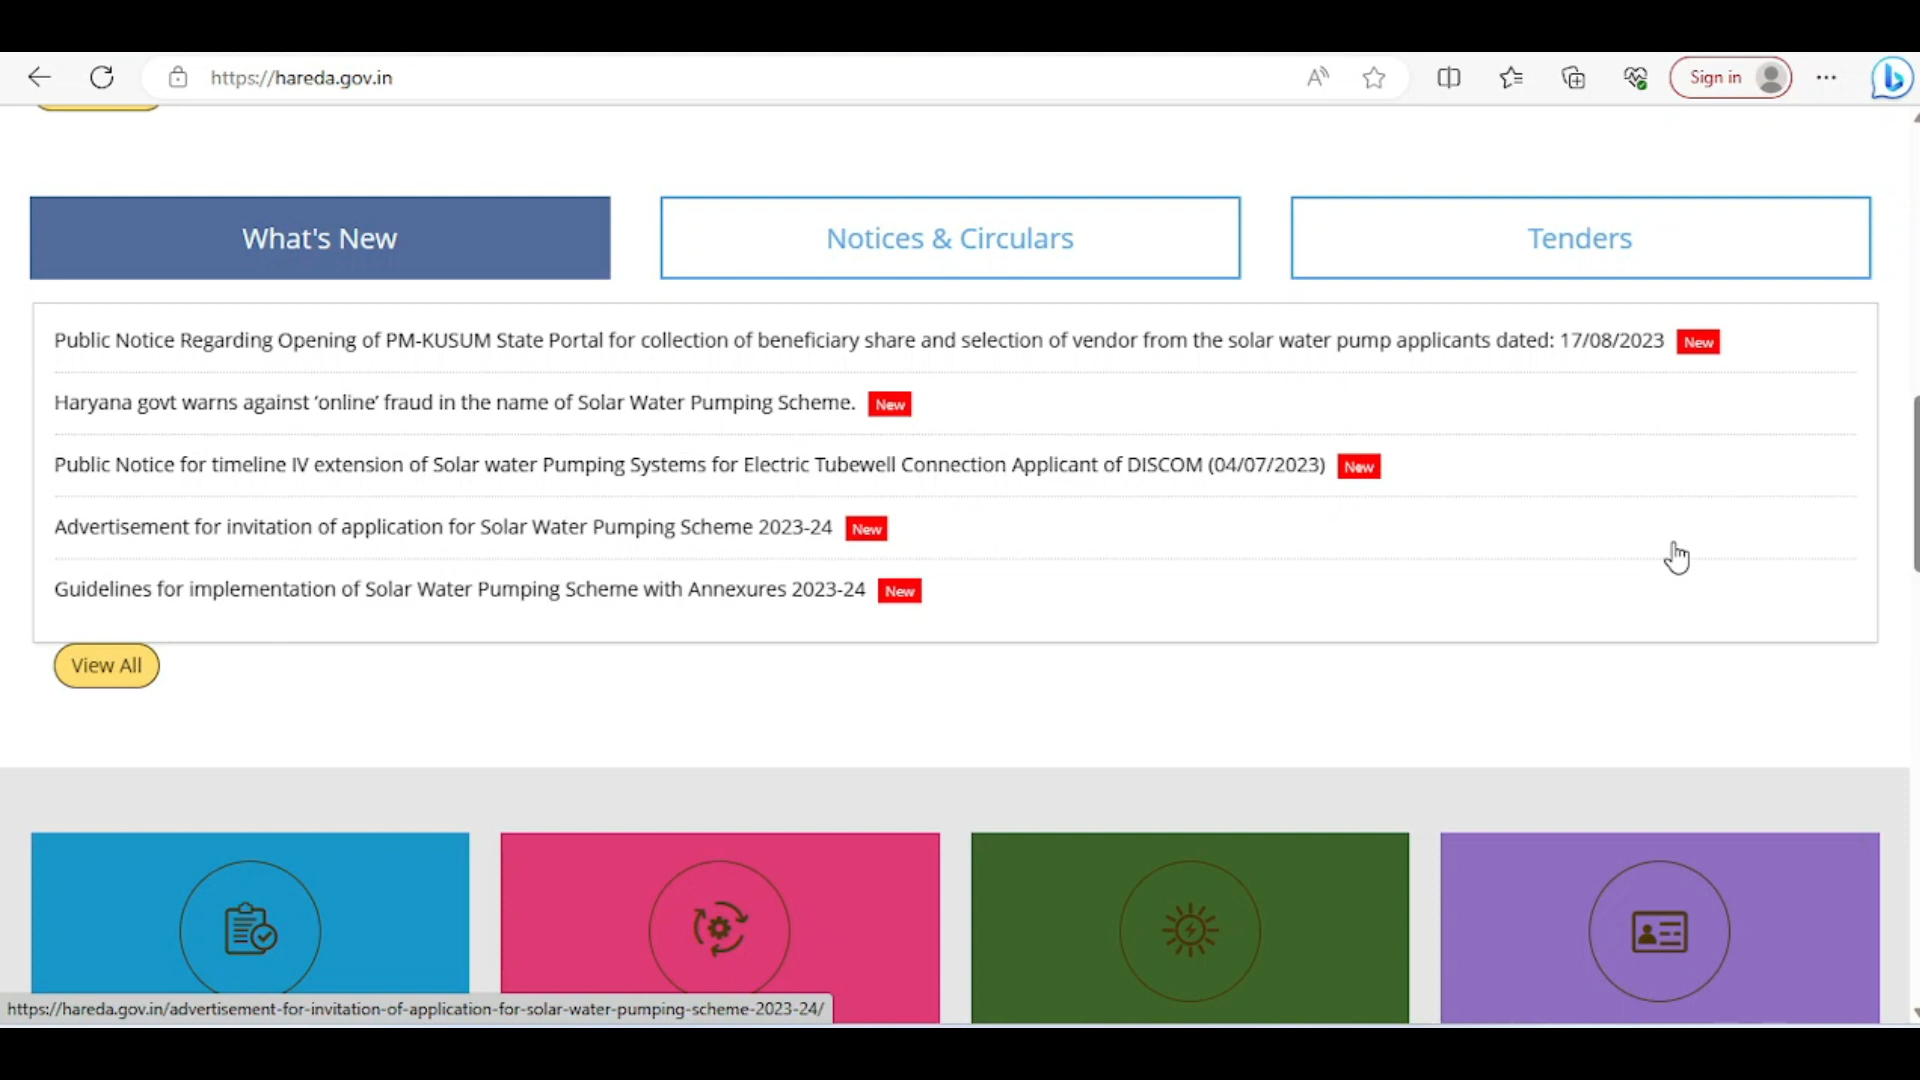 https://hareda.gov.in
Sign in
What's New
Notices & Circulars
Tenders
Public Notice Regarding Opening of PM-KUSUM State Portal for collection of beneficiary share and selection of vendor from the solar water pump applicants dated: 17/08/2023 New
Haryana govt warns against ‘online’ fraud in the name of Solar Water Pumping Scheme. New
Public Notice for timeline IV extension of Solar water Pumping Systems for Electric Tubewell Connection Applicant of DISCOM (04/07/2023) New
Advertisement for invitation of application for Solar Water Pumping Scheme 2023-24 New
Guidelines for implementation of Solar Water Pumping Scheme with Annexures 2023-24 New
View All
https://hareda.gov.in/advertisement-for-invitation-of-application-for-solar-water-pumping-scheme-2023-24/